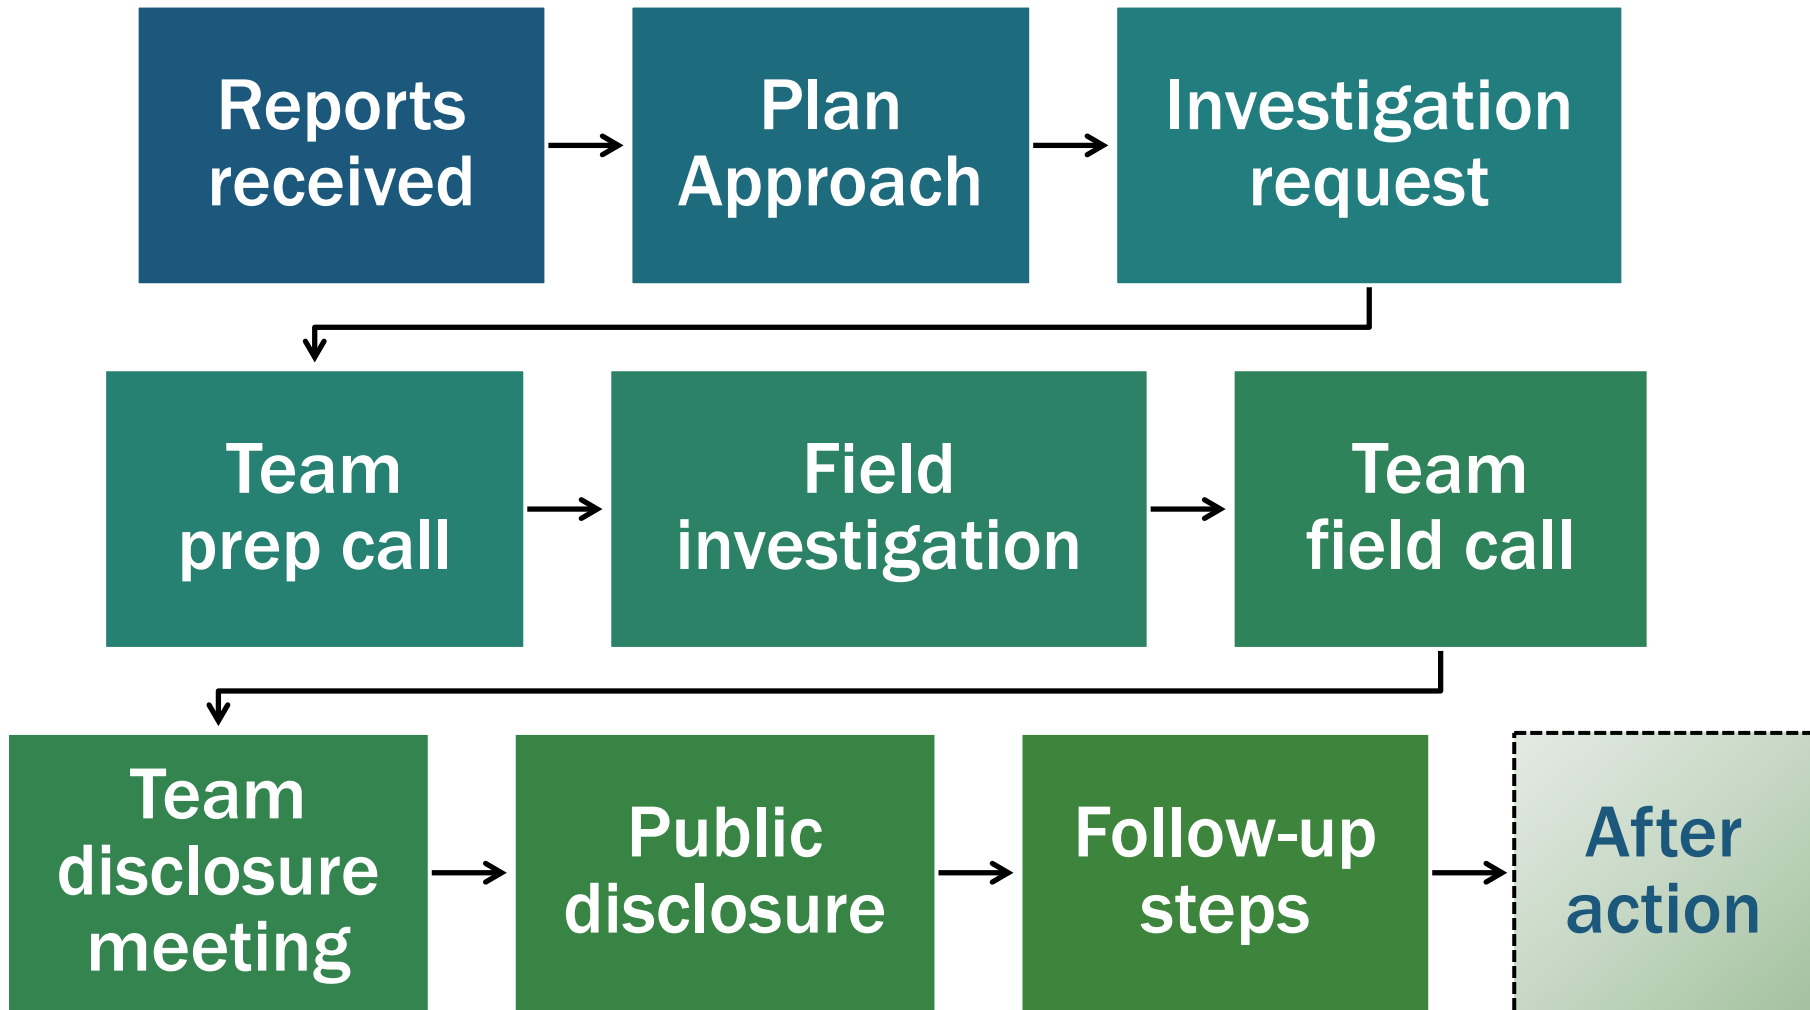 Reports
received
Plan
Approach
Investigation
request
Team
prep call
Field
investigation
Team
field call
Team
disclosure
meeting
Public
disclosure
Follow-up
steps
After
action